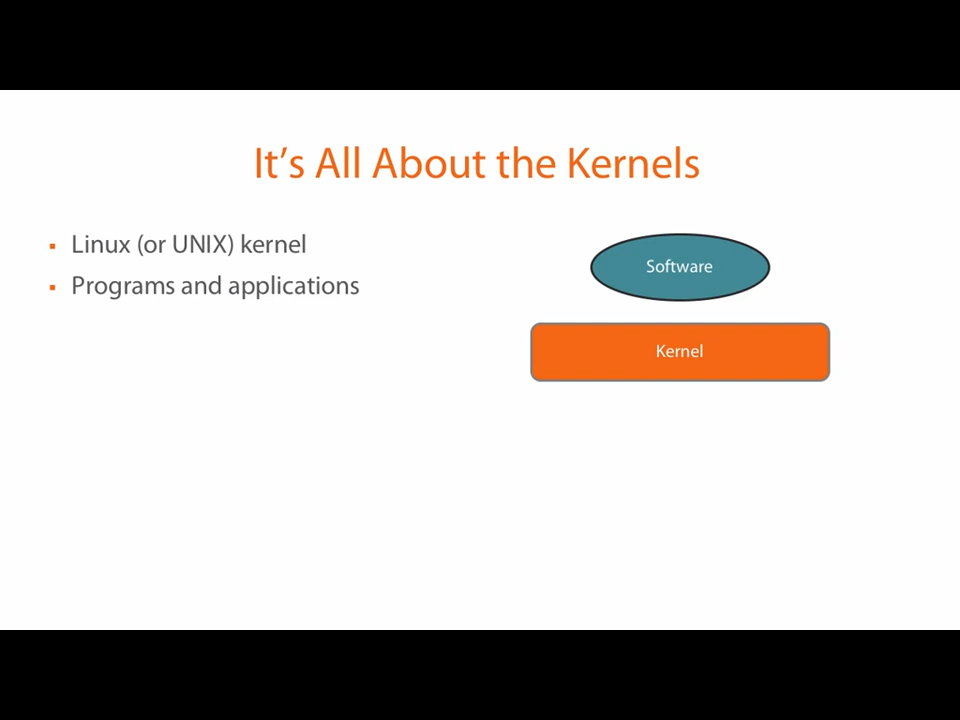 It’s All About the Kernels
▪ Linux (or UNIX) kernel
▪ Programs and applications
Software
Kernel